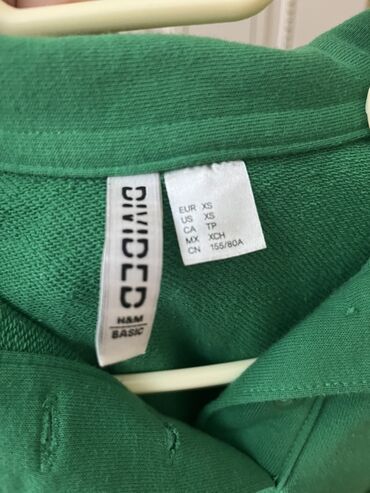 DIVIDED
H&M
BASIC
EUR XS
US XS
CA TP
MX XCH
CN 155/80A